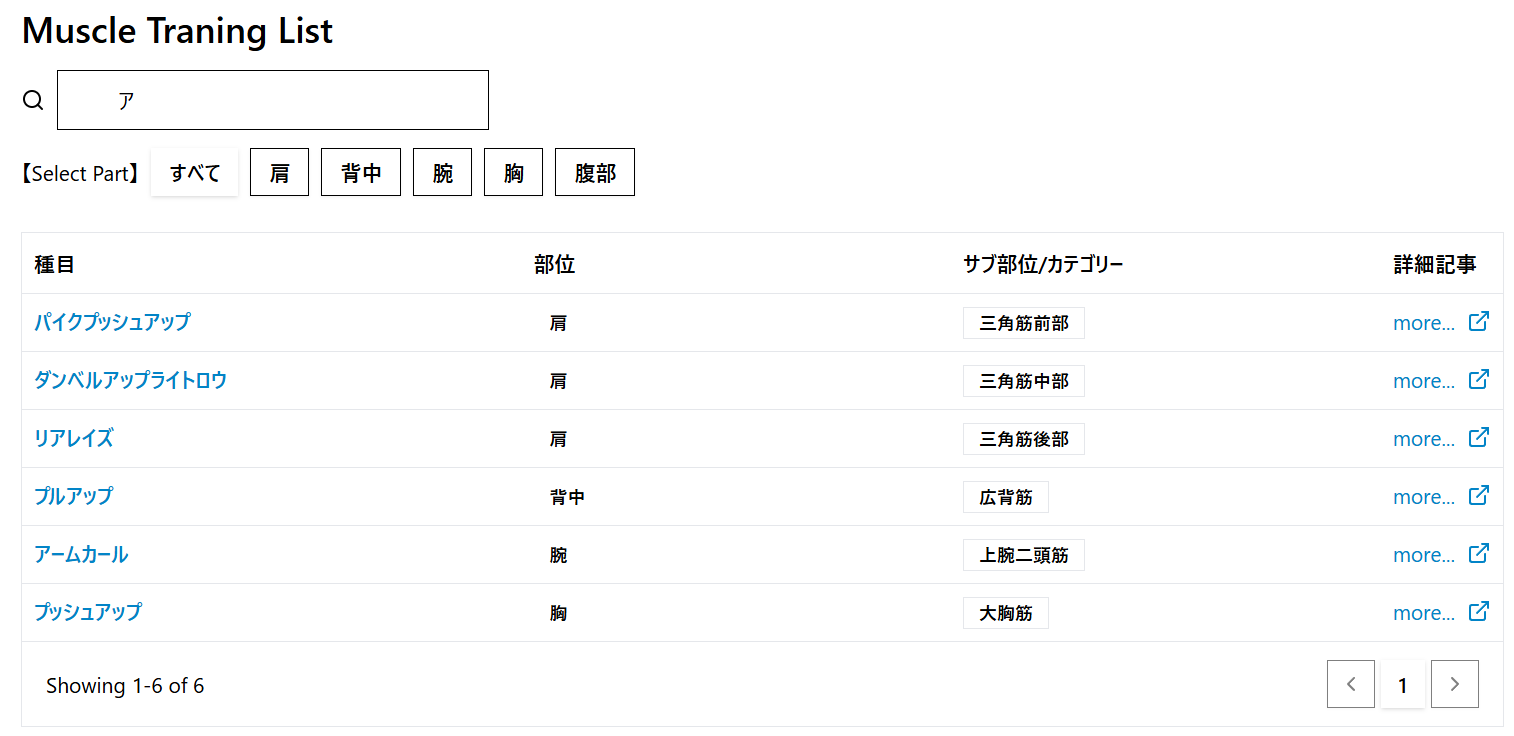 Muscle Traning List
ア
【Select Part】 すべて 肩 背中 腕 胸 腹部
種目 部位 サブ部位/カテゴリー 詳細記事
パイクプッシュアップ 肩 三角筋前部 more...
ダンベルアップライトロウ 肩 三角筋中部 more...
リアレイズ 肩 三角筋後部 more...
プルアップ 背中 広背筋 more...
アームカール 腕 上腕二頭筋 more...
プッシュアップ 胸 大胸筋 more...
Showing 1-6 of 6 1